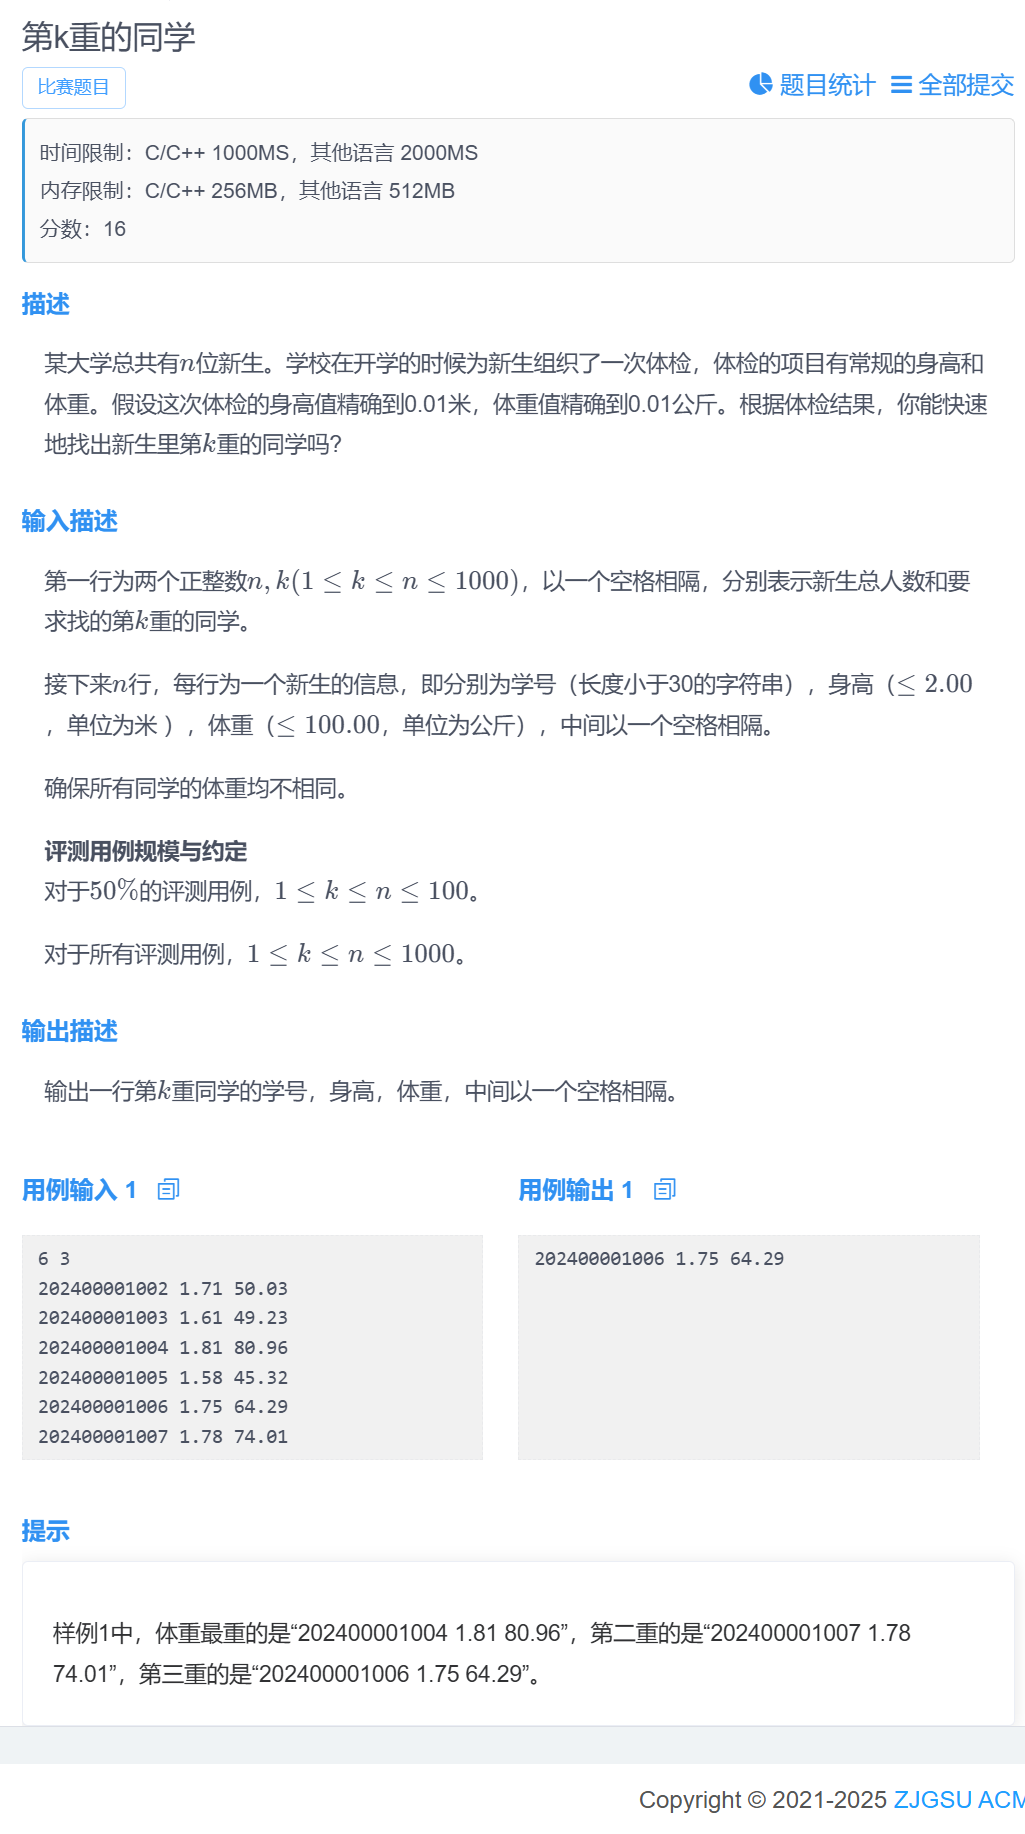 第k重的同学
比赛题目
题目统计 全部提交
时间限制：C/C++ 1000MS，其他语言 2000MS
内存限制：C/C++ 256MB，其他语言 512MB
分数：16
描述
某大学总共有n位新生。学校在开学的时候为新生组织了一次体检，体检的项目有常规的身高和
体重。假设这次体检的身高值精确到0.01米，体重值精确到0.01公斤。根据体检结果，你能快速
地找出新生里第k重的同学吗?
输入描述
第一行为两个正整数n, k(1 ≤ k ≤ n ≤ 1000)，以一个空格相隔，分别表示新生总人数和要
求找的第k重的同学。
接下来n行，每行为一个新生的信息，即分别为学号（长度小于30的字符串），身高（≤ 2.00
，单位为米 ），体重（≤ 100.00，单位为公斤），中间以一个空格相隔。
确保所有同学的体重均不相同。
评测用例规模与约定
对于50%的评测用例，1 ≤ k ≤ n ≤ 100。
对于所有评测用例，1 ≤ k ≤ n ≤ 1000。
输出描述
输出一行第k重同学的学号，身高，体重，中间以一个空格相隔。
用例输入 1
6 3
202400001002 1.71 50.03
202400001003 1.61 49.23
202400001004 1.81 80.96
202400001005 1.58 45.32
202400001006 1.75 64.29
202400001007 1.78 74.01
用例输出 1
202400001006 1.75 64.29
提示
样例1中，体重最重的是“202400001004 1.81 80.96”，第二重的是“202400001007 1.78
74.01”，第三重的是“202400001006 1.75 64.29”。
Copyright © 2021-2025 ZJGSU ACM